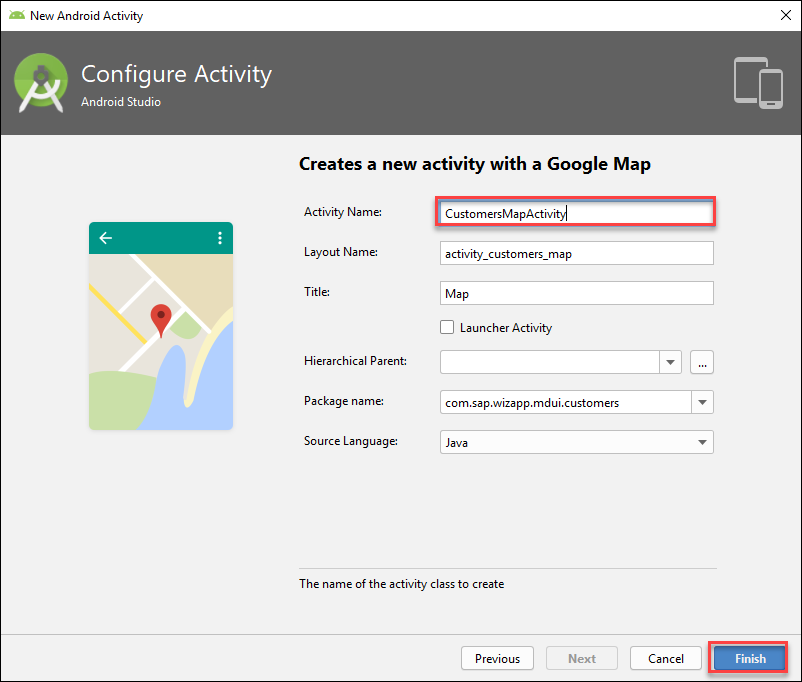 New Android Activity
Configure Activity
Android Studio
Creates a new activity with a Google Map
Activity Name: CustomersMapActivity
Layout Name: activity_customers_map
Title: Map
Launcher Activity
Hierarchical Parent: ...
Package name: com.sap.wizapp.mdui.customers
Source Language: Java
The name of the activity class to create
Previous Next Cancel Finish